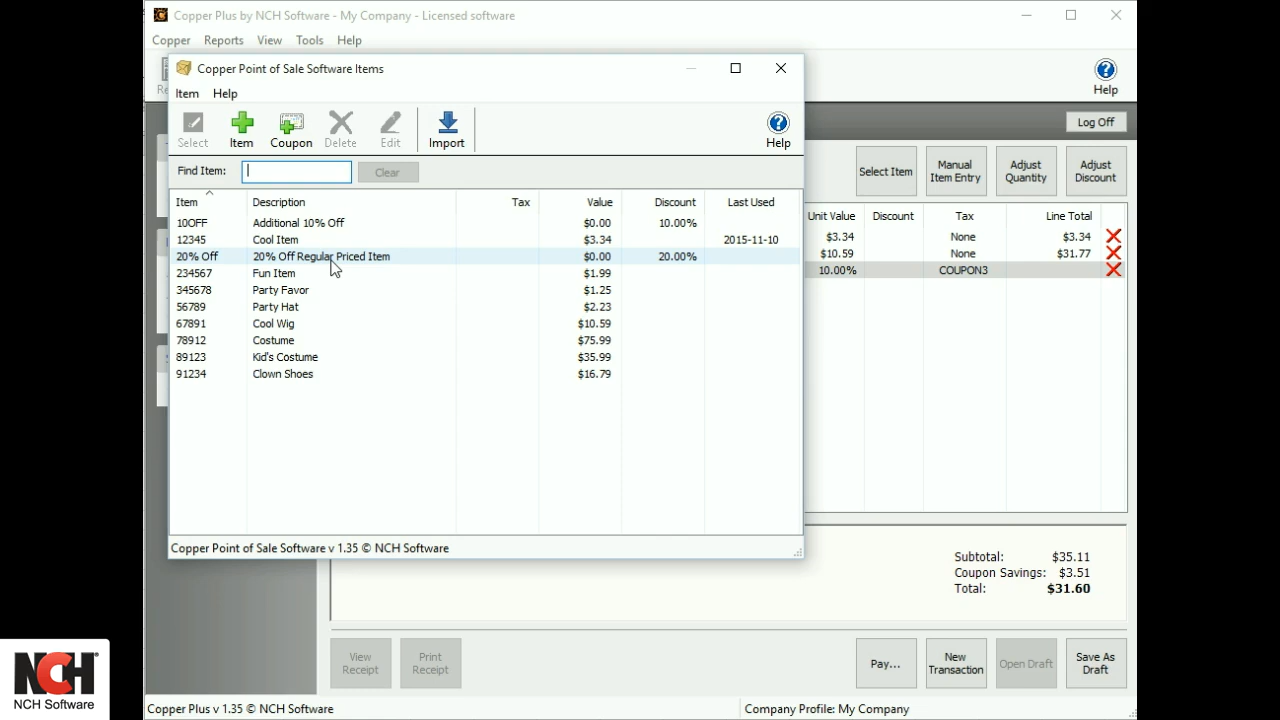 Copper Plus by NCH Software - My Company - Licensed software
Copper Reports View Tools Help
Copper Point of Sale Software Items
Item Help
Select Item Coupon Delete Edit Import Help
Help
Log Off
Find Item: Clear
Select Item
Manual Item Entry
Adjust Quantity
Adjust Discount
Item Description Tax Value Discount Last Used
10OFF Additional 10% Off $0.00 10.00%
12345 Cool Item $3.34 2015-11-10
20% Off 20% Off Regular Priced Item $0.00 20.00%
234567 Fun Item $1.99
345678 Party Favor $1.25
56789 Party Hat $2.23
67891 Cool Wig $10.59
78912 Costume $75.99
89123 Kid's Costume $35.99
91234 Clown Shoes $16.79
Copper Point of Sale Software v 1.35 © NCH Software
Unit Value Discount Tax Line Total
$3.34 None $3.34
$10.59 None $31.77
10.00% COUPON3
Subtotal: $35.11
Coupon Savings: $3.51
Total: $31.60
View Receipt
Print Receipt
Pay...
New Transaction
Open Draft
Save As Draft
Copper Plus v 1.35 © NCH Software
Company Profile: My Company
NCH®
NCH Software